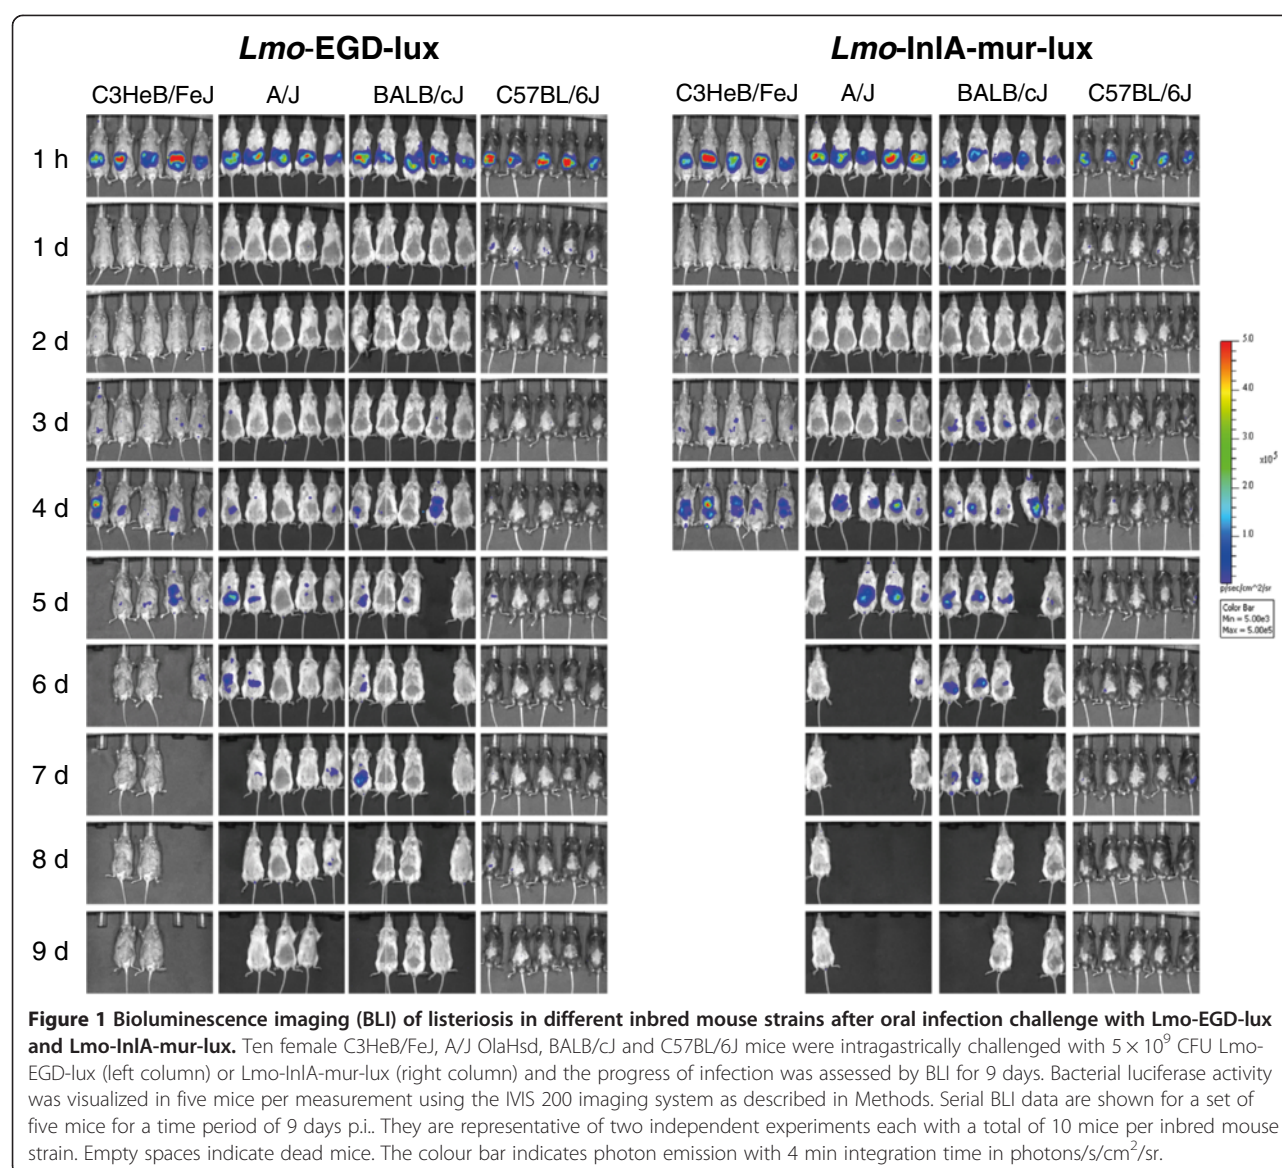 Lmo-EGD-lux
Lmo-InlA-mur-lux
C3HeB/FeJ A/J BALB/cJ C57BL/6J
C3HeB/FeJ A/J BALB/cJ C57BL/6J
1 h
1 d
2 d
3 d
4 d
5 d
6 d
7 d
8 d
9 d
5.0
4.0
3.0
x10⁵
2.0
1.0
p/sec/cm^2/sr
Color Bar
Min = 5.00e3
Max = 5.00e5
Figure 1 Bioluminescence imaging (BLI) of listeriosis in different inbred mouse strains after oral infection challenge with Lmo-EGD-lux
and Lmo-InlA-mur-lux. Ten female C3HeB/FeJ, A/J OlaHsd, BALB/cJ and C57BL/6J mice were intragastrically challenged with 5 × 10⁹ CFU Lmo-
EGD-lux (left column) or Lmo-InlA-mur-lux (right column) and the progress of infection was assessed by BLI for 9 days. Bacterial luciferase activity
was visualized in five mice per measurement using the IVIS 200 imaging system as described in Methods. Serial BLI data are shown for a set of
five mice for a time period of 9 days p.i.. They are representative of two independent experiments each with a total of 10 mice per inbred mouse
strain. Empty spaces indicate dead mice. The colour bar indicates photon emission with 4 min integration time in photons/s/cm²/sr.